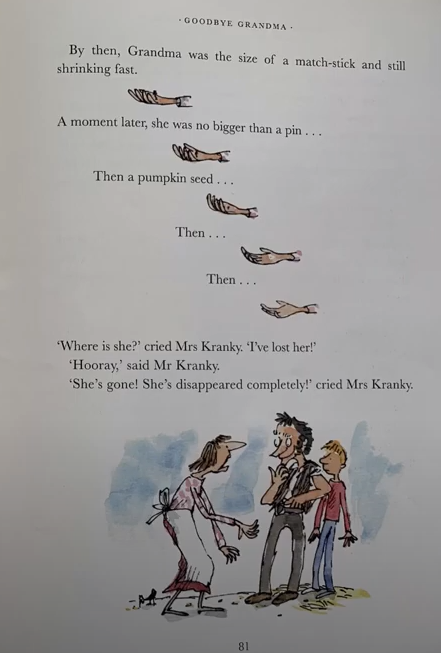 · GOODBYE GRANDMA ·
By then, Grandma was the size of a match-stick and still
shrinking fast.
A moment later, she was no bigger than a pin . . .
Then a pumpkin seed . . .
Then . . .
Then . . .
‘Where is she?’ cried Mrs Kranky. ‘I’ve lost her!’
‘Hooray,’ said Mr Kranky.
‘She’s gone! She’s disappeared completely!’ cried Mrs Kranky.
81